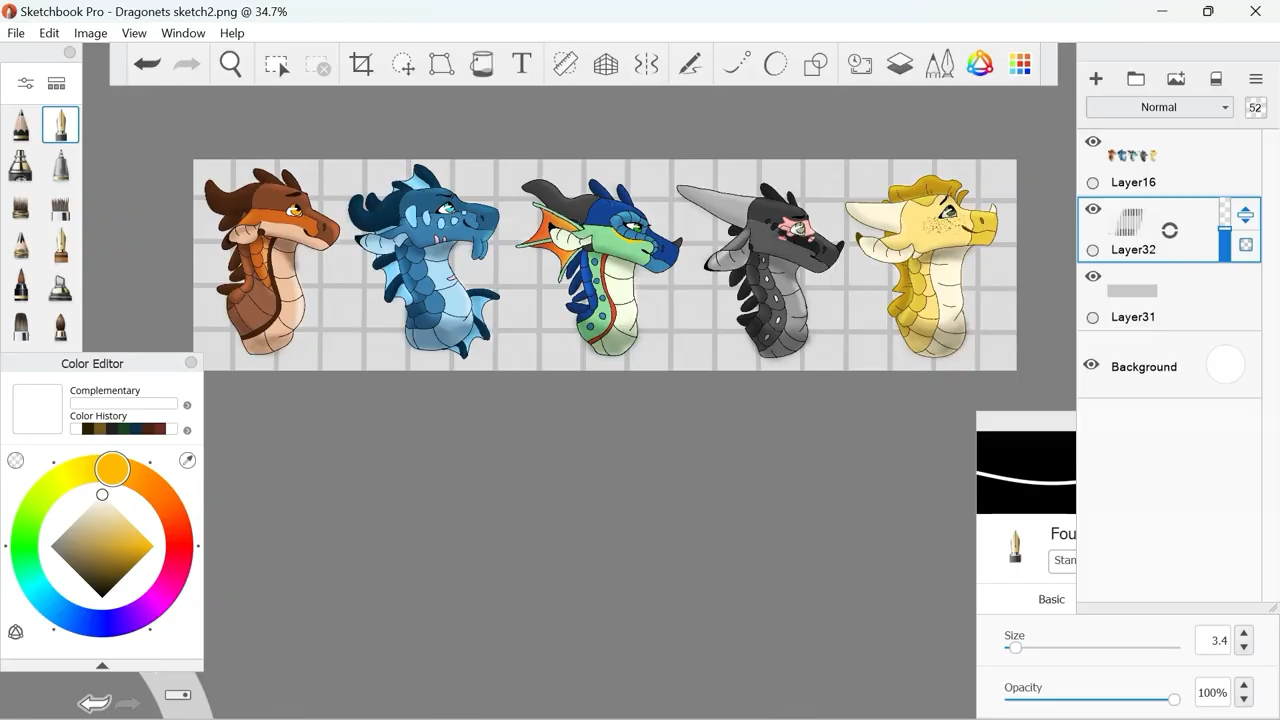 Sketchbook Pro - Dragonets sketch2.png @ 34.7%
File Edit Image View Window Help
T
Normal 52
Layer16
Layer32
Layer31
Background
Color Editor
Complementary
Color History
Fou
Stan
Basic
Size 3.4
Opacity 100%